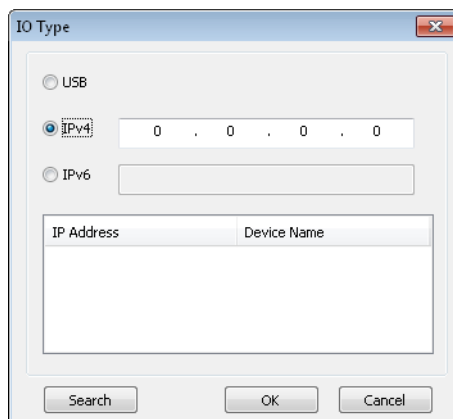 IO Type
USB
IPv4 0 . 0 . 0 . 0
IPv6
IP Address Device Name
Search OK Cancel